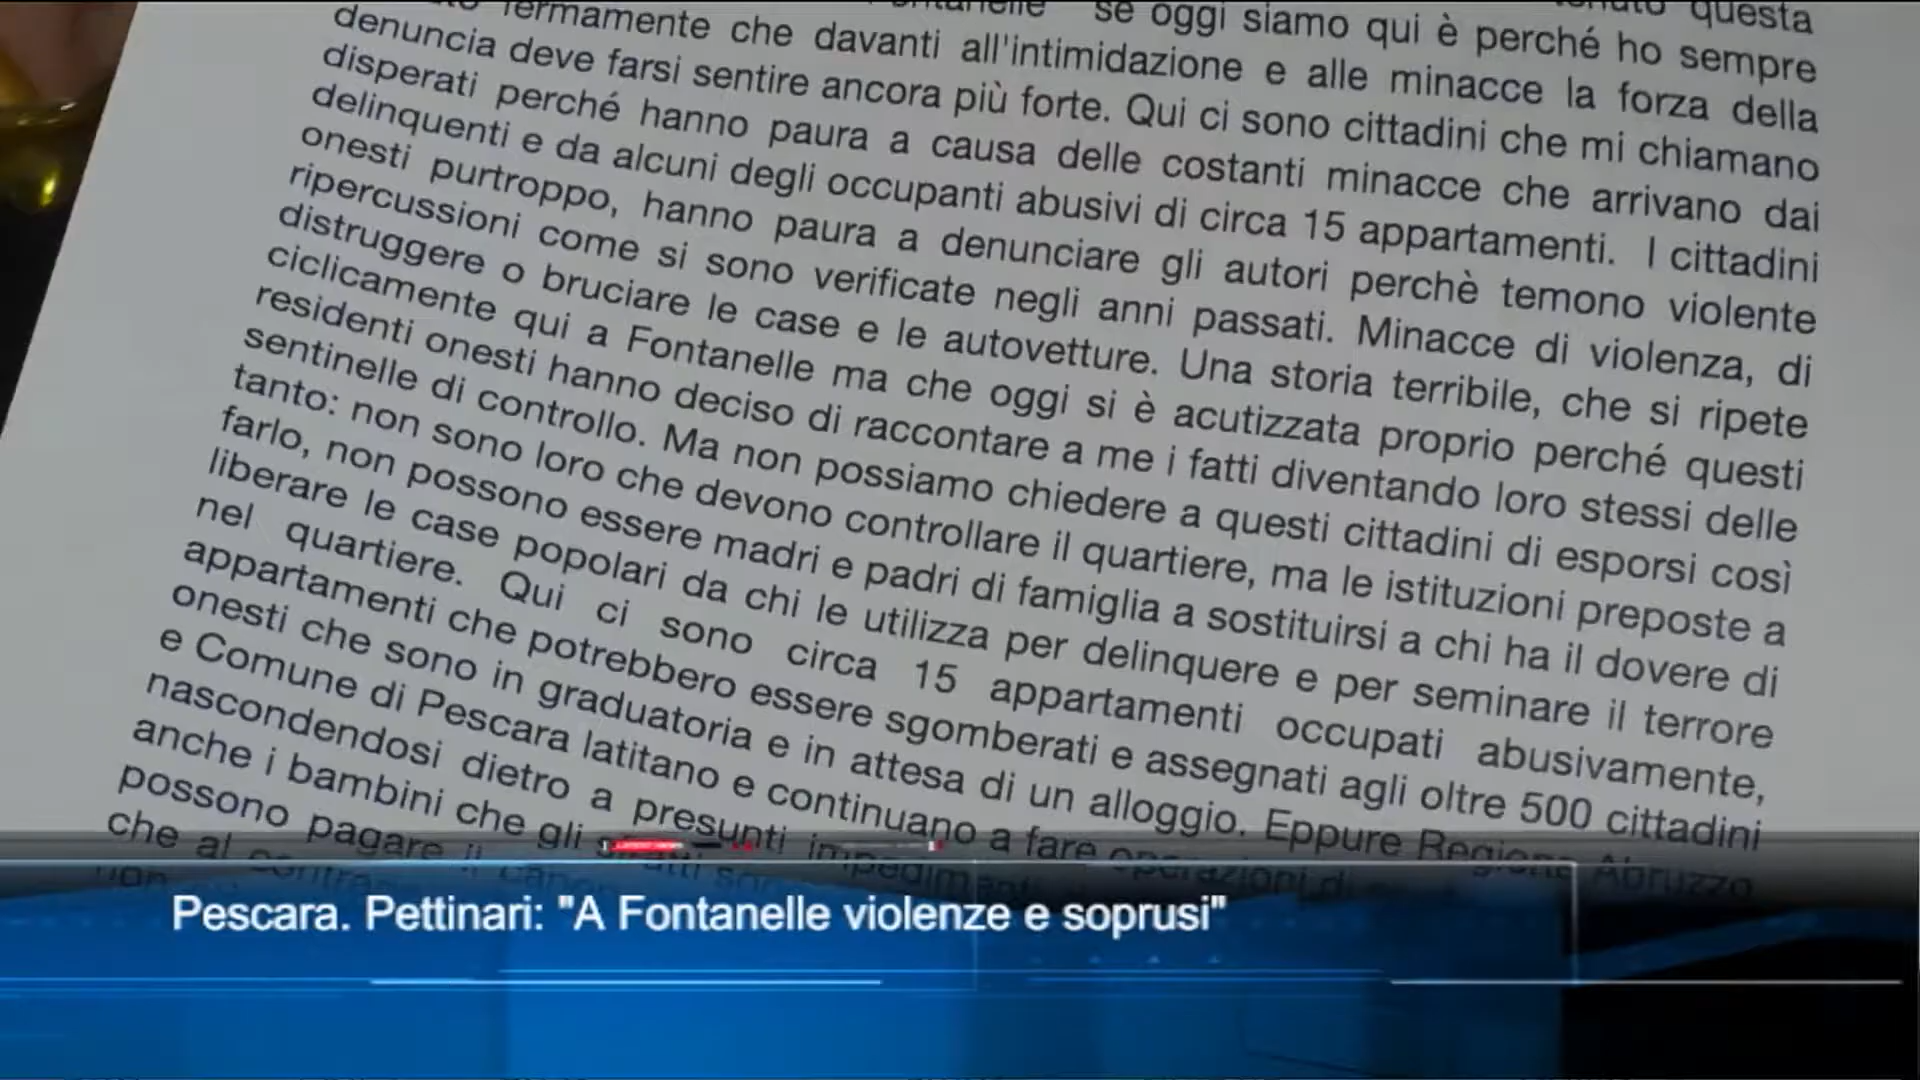 questa
se oggi siamo qui è perché ho sempre
fermamente che davanti all'intimidazione e alle minacce la forza della
denuncia deve farsi sentire ancora più forte. Qui ci sono cittadini che mi chiamano
disperati perché hanno paura a causa delle costanti minacce che arrivano dai
delinquenti e da alcuni degli occupanti abusivi di circa 15 appartamenti. I cittadini
onesti purtroppo, hanno paura a denunciare gli autori perchè temono violente
ripercussioni come si sono verificate negli anni passati. Minacce di violenza, di
distruggere o bruciare le case e le autovetture. Una storia terribile, che si ripete
ciclicamente qui a Fontanelle ma che oggi si è acutizzata proprio perché questi
residenti onesti hanno deciso di raccontare a me i fatti diventando loro stessi delle
sentinelle di controllo. Ma non possiamo chiedere a questi cittadini di esporsi così
tanto: non sono loro che devono controllare il quartiere, ma le istituzioni preposte a
farlo, non possono essere madri e padri di famiglia a sostituirsi a chi ha il dovere di
liberare le case popolari da chi le utilizza per delinquere e per seminare il terrore
nel quartiere. Qui ci sono circa 15 appartamenti occupati abusivamente,
appartamenti che potrebbero essere sgomberati e assegnati agli oltre 500 cittadini
onesti che sono in graduatoria e in attesa di un alloggio. Eppure Regione Abruzzo
e Comune di Pescara latitano e continuano a fare operazioni di
nascondendosi dietro a presunti impedimenti
anche i bambini che gli sfratti
possono pagare il
che al contrario
Pescara. Pettinari: "A Fontanelle violenze e soprusi"